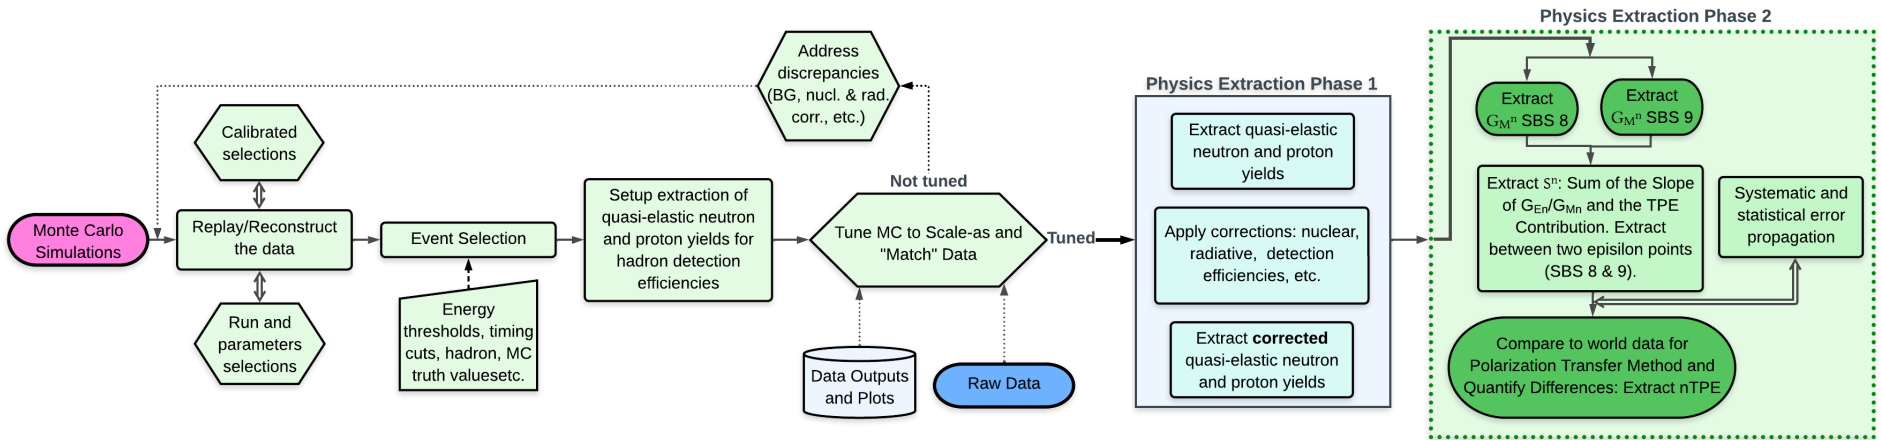 Monte Carlo
Simulations
Calibrated
selections
Replay/Reconstruct
the data
Run and
parameters
selections
Event Selection
Energy
thresholds, timing
cuts, hadron, MC
truth valuesetc.
Setup extraction of
quasi-elastic neutron
and proton yields for
hadron detection
efficiencies
Address
discrepancies
(BG, nucl. & rad.
corr., etc.)
Not tuned
Tune MC to Scale-as and
"Match" Data
Tuned
Data Outputs
and Plots
Raw Data
Physics Extraction Phase 1
Extract quasi-elastic
neutron and proton
yields
Apply corrections: nuclear,
radiative, detection
efficiencies, etc.
Extract corrected
quasi-elastic neutron
and proton yields
Physics Extraction Phase 2
Extract
G_M^n SBS 8
Extract
G_M^n SBS 9
Extract S^n: Sum of the Slope
of G_En/G_Mn and the TPE
Contribution. Extract
between two epsilon points
(SBS 8 & 9).
Systematic and
statistical error
propagation
Compare to world data for
Polarization Transfer Method and
Quantify Differences: Extract nTPE